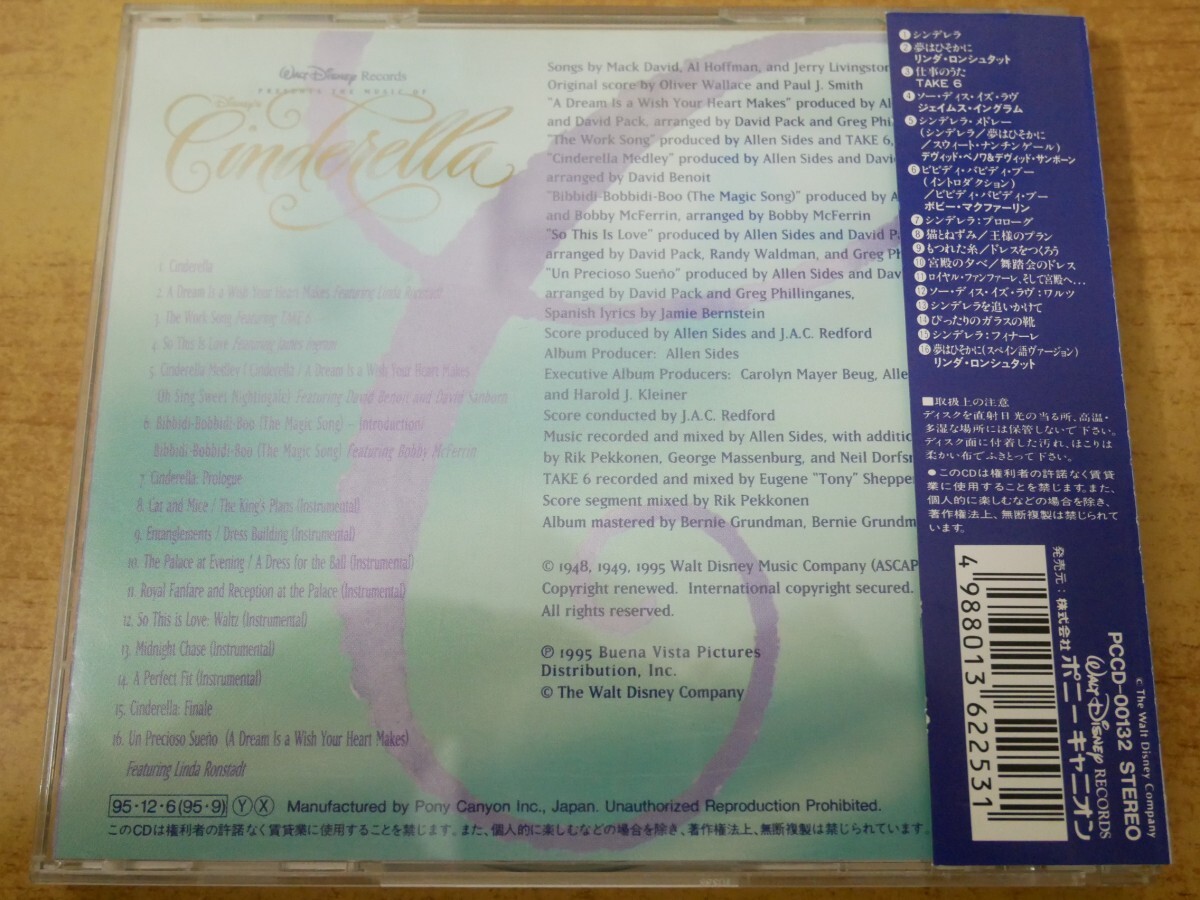 Walt Disney Records
PRESENTS THE MUSIC OF
Disney's
Cinderella
1. Cinderella
2. A Dream Is a Wish Your Heart Makes Featuring Linda Ronstadt
3. The Work Song Featuring TAKE 6
4. So This Is Love Featuring James Ingram
5. Cinderella Medley (Cinderella / A Dream Is a Wish Your Heart Makes
Oh Sing Sweet Nightingale) Featuring David Benoit and David Sanborn
6. Bibbidi-Bobbidi-Boo (The Magic Song) – Introduction/
Bibbidi-Bobbidi-Boo (The Magic Song) Featuring Bobby McFerrin
7. Cinderella: Prologue
8. Cat and Mice / The King's Plans (Instrumental)
9. Entanglements / Dress Building (Instrumental)
10. The Palace at Evening / A Dress for the Ball (Instrumental)
11. Royal Fanfare and Reception at the Palace (Instrumental)
12. So This is Love: Waltz (Instrumental)
13. Midnight Chase (Instrumental)
14. A Perfect Fit (Instrumental)
15. Cinderella: Finale
16. Un Precioso Sueño (A Dream Is a Wish Your Heart Makes)
Featuring Linda Ronstadt
Songs by Mack David, Al Hoffman, and Jerry Livingston
Original score by Oliver Wallace and Paul J. Smith
"A Dream Is a Wish Your Heart Makes" produced by Al
and David Pack, arranged by David Pack and Greg Phi
"The Work Song" produced by Allen Sides and TAKE 6,
"Cinderella Medley" produced by Allen Sides and Davi
arranged by David Benoit
"Bibbidi-Bobbidi-Boo (The Magic Song)" produced by A
and Bobby McFerrin, arranged by Bobby McFerrin
"So This Is Love" produced by Allen Sides and David P
arranged by David Pack, Randy Waldman, and Greg Ph
"Un Precioso Sueño" produced by Allen Sides and Dav
arranged by David Pack and Greg Phillinganes,
Spanish lyrics by Jamie Bernstein
Score produced by Allen Sides and J.A.C. Redford
Album Producer: Allen Sides
Executive Album Producers: Carolyn Mayer Beug, Alle
and Harold J. Kleiner
Score conducted by J.A.C. Redford
Music recorded and mixed by Allen Sides, with additio
by Rik Pekkonen, George Massenburg, and Neil Dorfsm
TAKE 6 recorded and mixed by Eugene "Tony" Shepper
Score segment mixed by Rik Pekkonen
Album mastered by Bernie Grundman, Bernie Grundm
© 1948, 1949, 1995 Walt Disney Music Company (ASCAP
Copyright renewed. International copyright secured.
All rights reserved.
℗ 1995 Buena Vista Pictures
Distribution, Inc.
© The Walt Disney Company
95・12・6(95・9) Ⓨ Ⓧ Manufactured by Pony Canyon Inc., Japan. Unauthorized Reproduction Prohibited.
このCDは権利者の許諾なく賃貸業に使用することを禁じます。また、個人的に楽しむなどの場合を除き、著作権法上、無断複製は禁じられています。
❶シンデレラ
❷夢はひそかに
リンダ・ロンシュタット
❸仕事のうた
TAKE 6
❹ソー・ディス・イズ・ラヴ
ジェイムス・イングラム
❺シンデレラ・メドレー
(シンデレラ/夢はひそかに
/スウィート・ナンチンゲール)
デヴィッド・ベノワ&デヴィッド・サンボーン
❻ビビディ・バビディ・ブー
(イントロダクション)
/ビビディ・バビディ・ブー
ボビー・マクファーリン
❼シンデレラ:プロローグ
❽猫とねずみ/王様のプラン
❾もつれた糸/ドレスをつくろう
❿宮殿の夕べ/舞踏会のドレス
⓫ロイヤル・ファンファーレ、そして宮殿へ…
⓬ソー・ディス・イズ・ラヴ:ワルツ
⓭シンデレラを追いかけて
⓮ぴったりのガラスの靴
⓯シンデレラ:フィナーレ
⓰夢はひそかに(スペイン語ヴァージョン)
リンダ・ロンシュタット
■取扱上の注意
ディスクを直射日光の当る所、高温・
多湿な場所には保管しないで下さい。
ディスク面に付着した汚れ、ほこりは
柔かい布でふきとって下さい。
●このCDは権利者の許諾なく賃貸
業に使用することを禁じます。また、
個人的に楽しむなどの場合を除き、
著作権法上、無断複製は禁じられて
います。
© The Walt Disney Company
PCCD-00132 STEREO
Walt Disney RECORDS
発売元:株式会社ポニーキャニオン
4 988013 622531